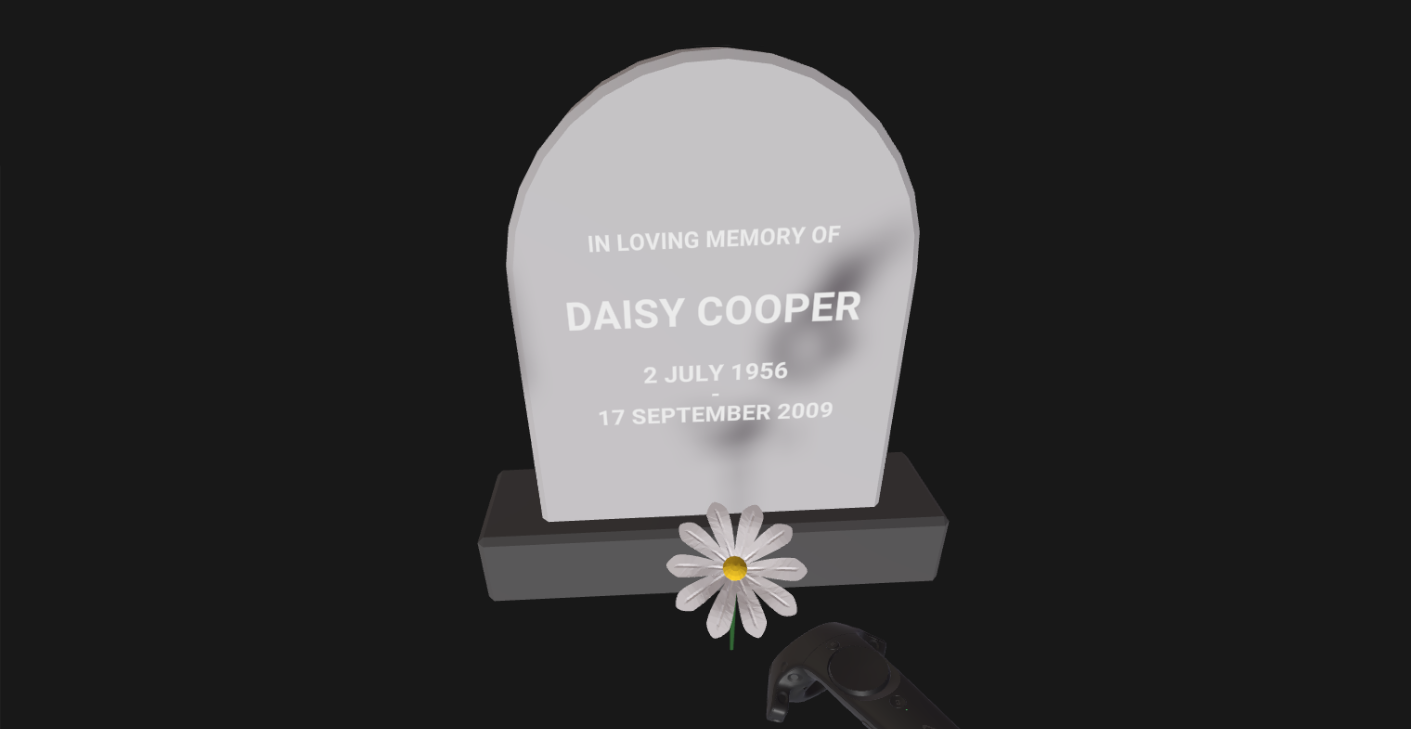 IN LOVING MEMORY OF
DAISY COOPER
2 JULY 1956
-
17 SEPTEMBER 2009